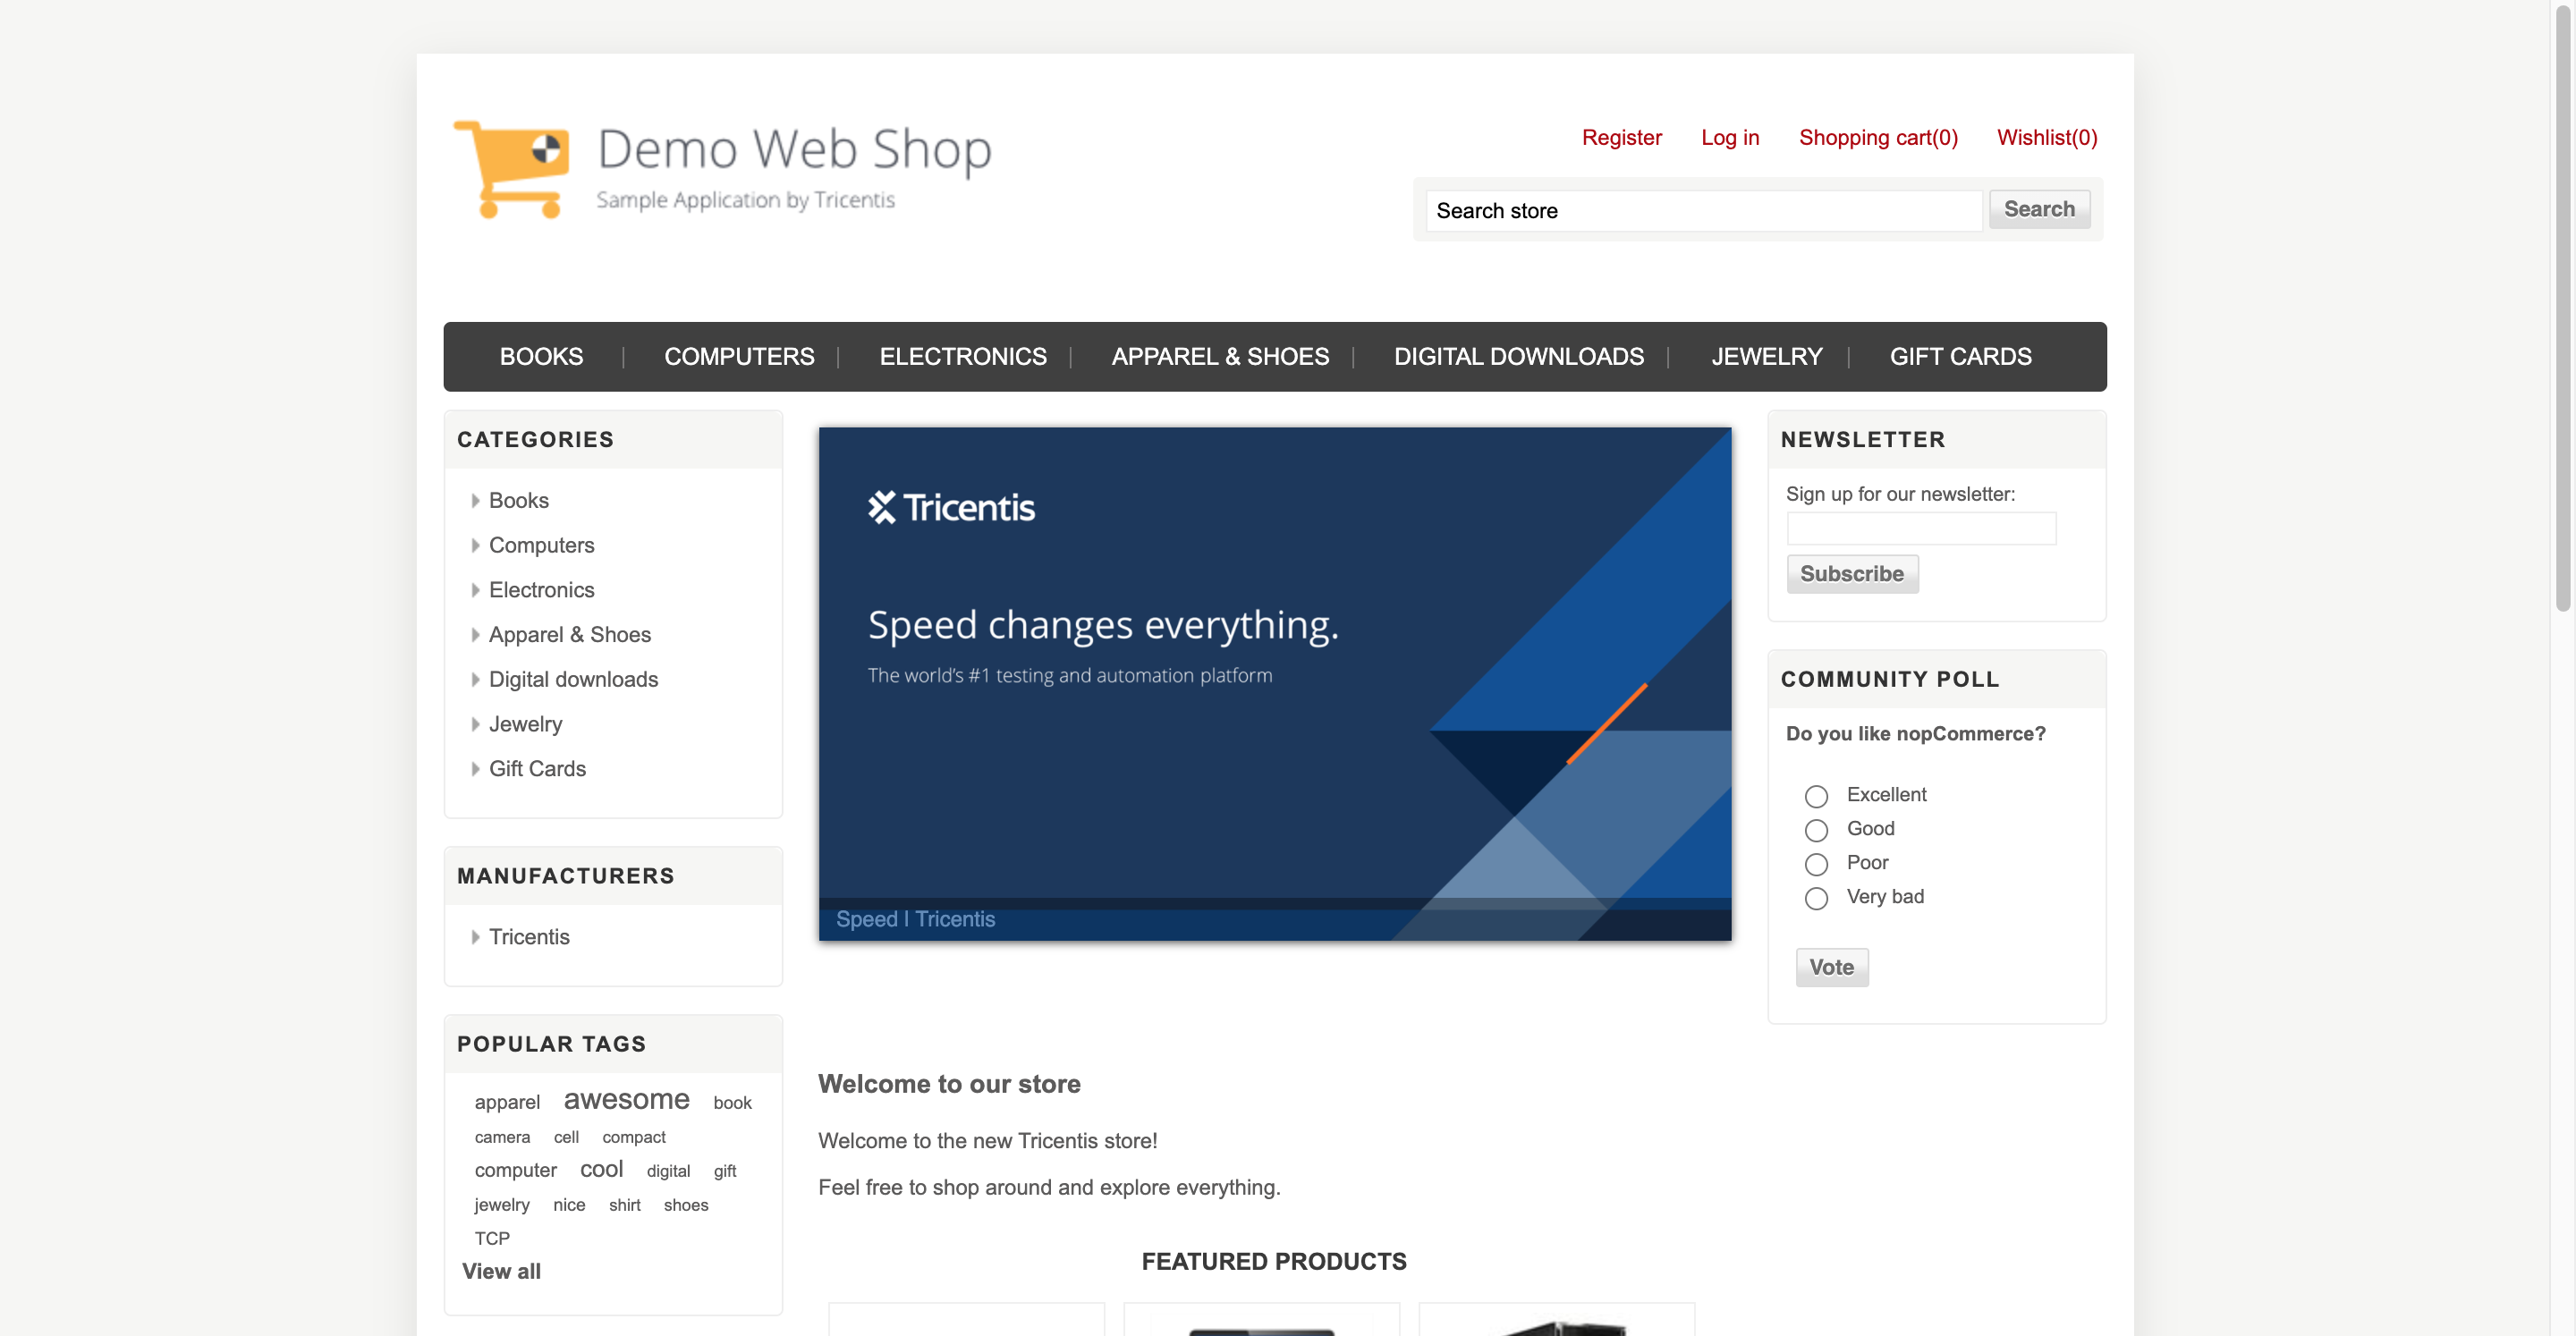 Demo Web Shop
Sample Application by Tricentis
Register Log in Shopping cart(0) Wishlist(0)
Search store Search
BOOKS COMPUTERS ELECTRONICS APPAREL & SHOES DIGITAL DOWNLOADS JEWELRY GIFT CARDS
CATEGORIES
Books
Computers
Electronics
Apparel & Shoes
Digital downloads
Jewelry
Gift Cards
MANUFACTURERS
Tricentis
POPULAR TAGS
apparel awesome book
camera cell compact
computer cool digital gift
jewelry nice shirt shoes
TCP
View all
Tricentis
Speed changes everything.
The world's #1 testing and automation platform
Speed I Tricentis
Welcome to our store
Welcome to the new Tricentis store!
Feel free to shop around and explore everything.
FEATURED PRODUCTS
NEWSLETTER
Sign up for our newsletter:
Subscribe
COMMUNITY POLL
Do you like nopCommerce?
Excellent
Good
Poor
Very bad
Vote